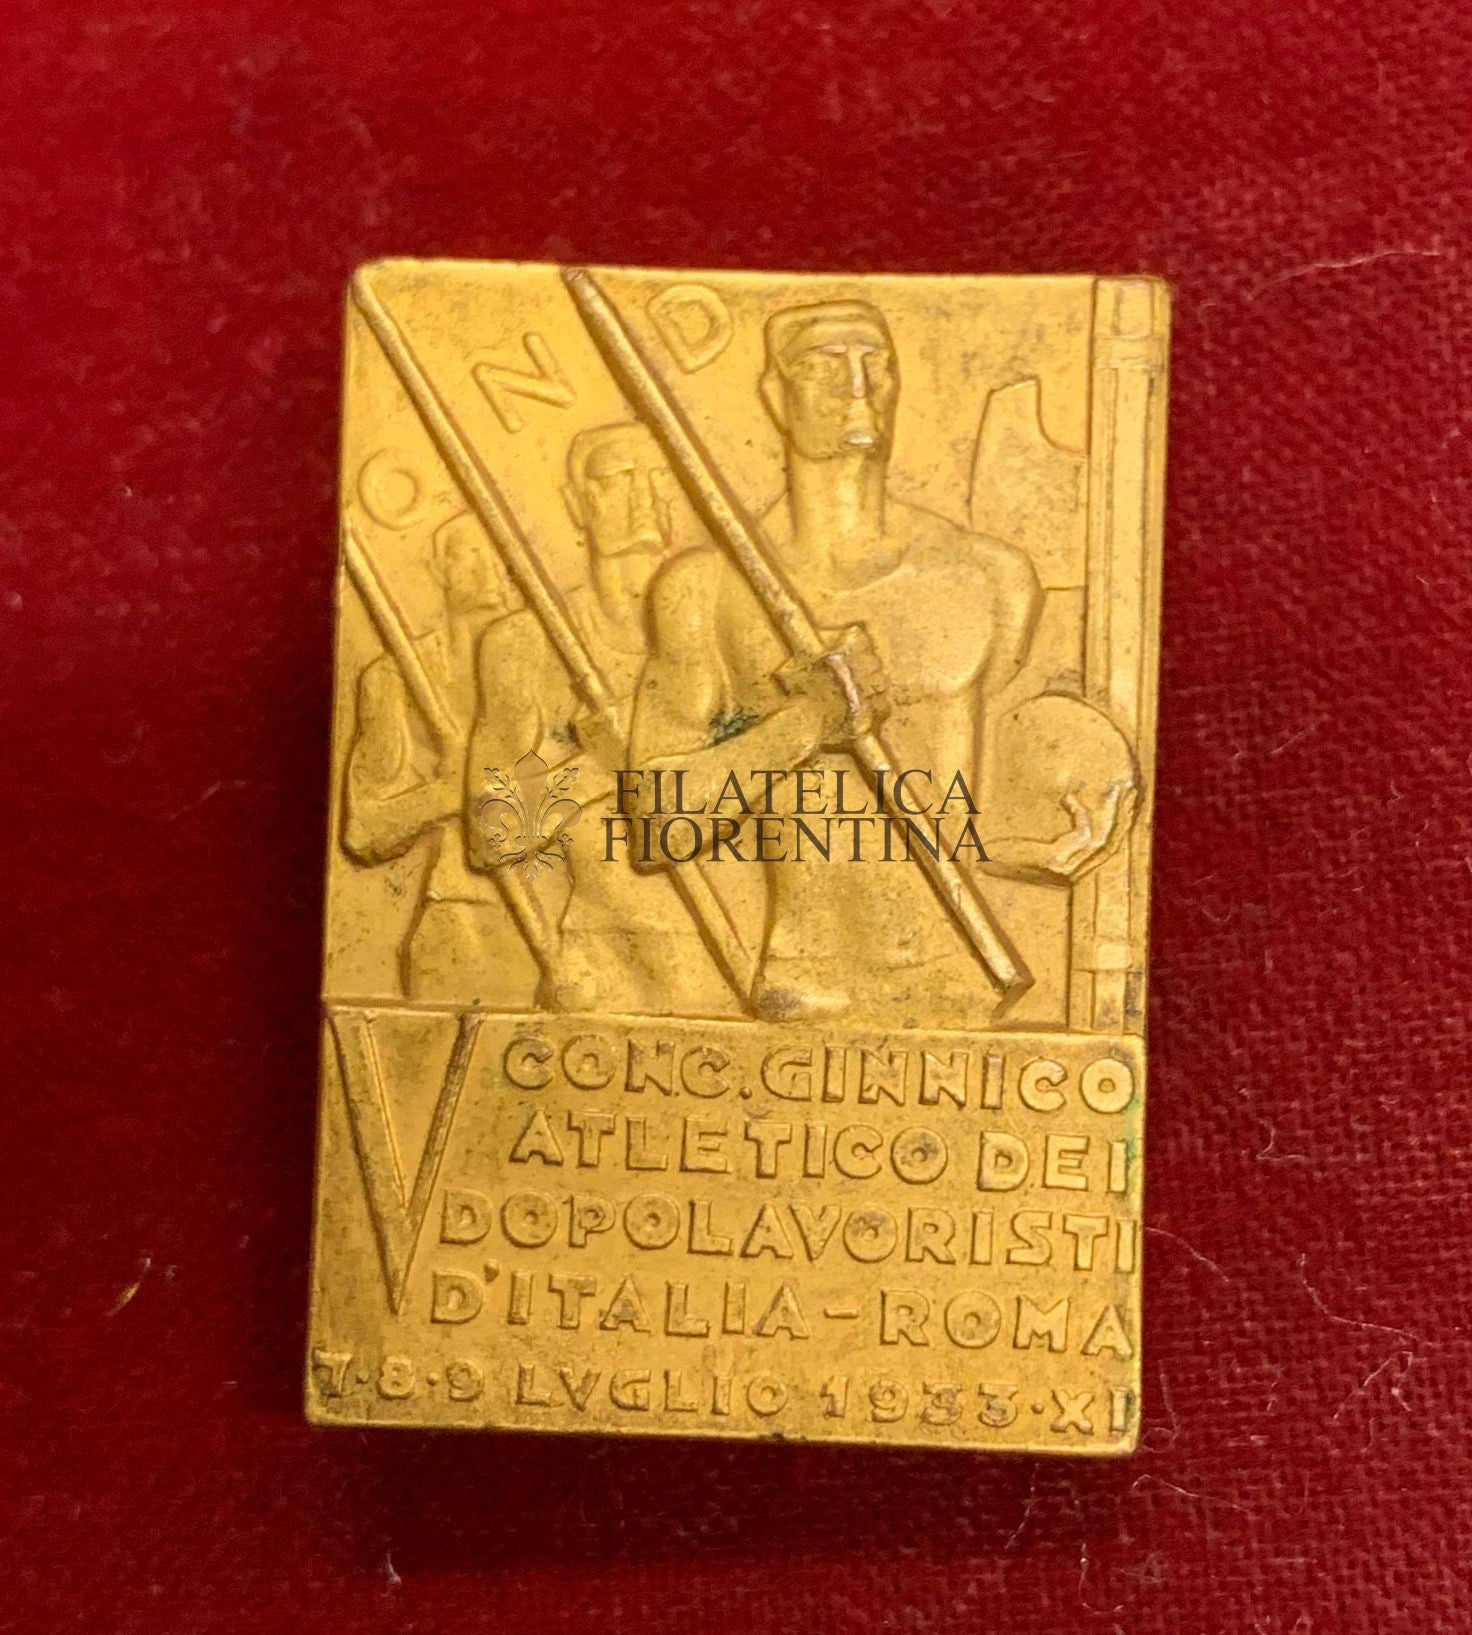 OND
FILATELICA
FIORENTINA
V CONC. GINNICO
ATLETICO DEI
DOPOLAVORISTI
D'ITALIA - ROMA
7·8·9 LVGLIO 1933·XI